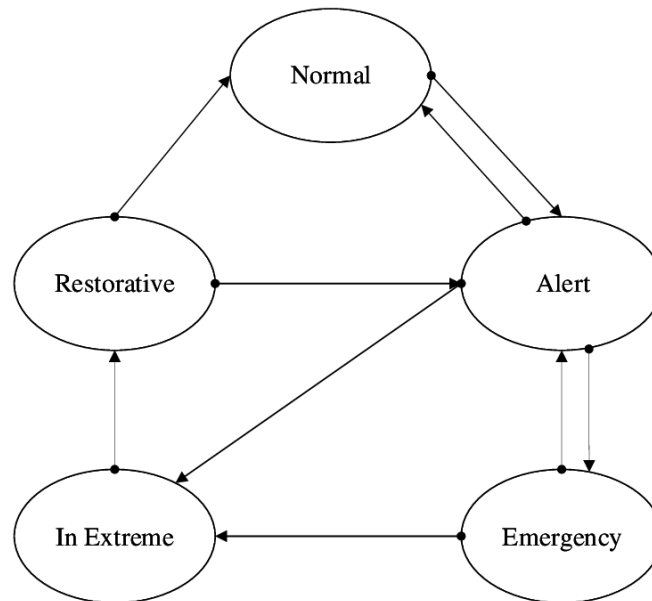 Normal
Restorative
Alert
In Extreme
Emergency